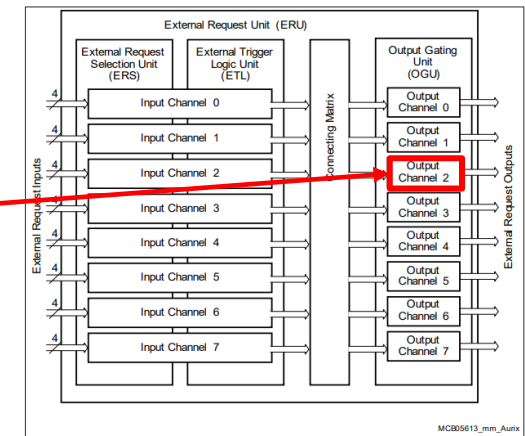 External Request Unit (ERU)
External Request
Selection Unit
(ERS)
External Trigger
Logic Unit
(ETL)
Output Gating
Unit
(OGU)
External Request Inputs
4
Input Channel 0
4
Input Channel 1
4
Input Channel 2
4
Input Channel 3
4
Input Channel 4
4
Input Channel 5
4
Input Channel 6
4
Input Channel 7
Connecting Matrix
Output
Channel 0
Output
Channel 1
Output
Channel 2
Output
Channel 3
Output
Channel 4
Output
Channel 5
Output
Channel 6
Output
Channel 7
External Request Outputs
MCB05613_mm_Aurix